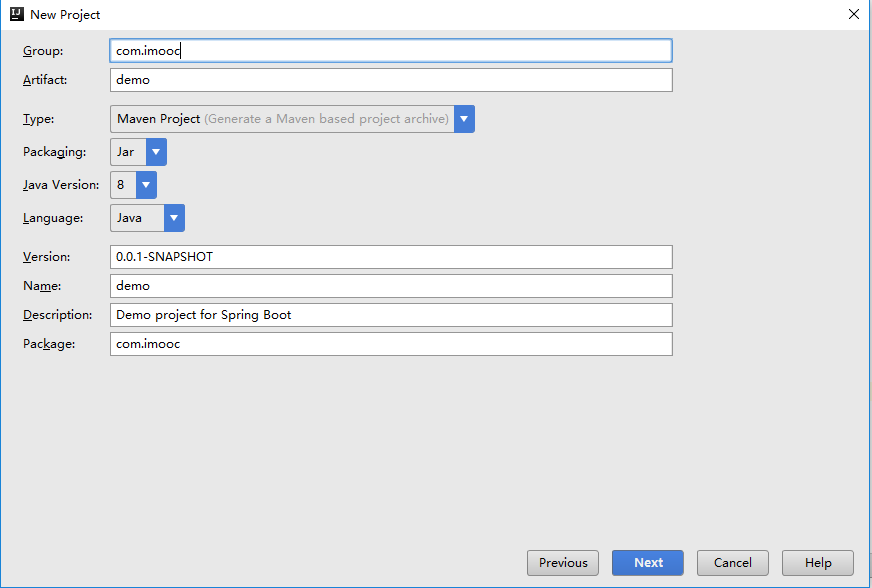 New Project
Group: com.imooc
Artifact: demo
Type: Maven Project (Generate a Maven based project archive)
Packaging: Jar
Java Version: 8
Language: Java
Version: 0.0.1-SNAPSHOT
Name: demo
Description: Demo project for Spring Boot
Package: com.imooc
Previous Next Cancel Help